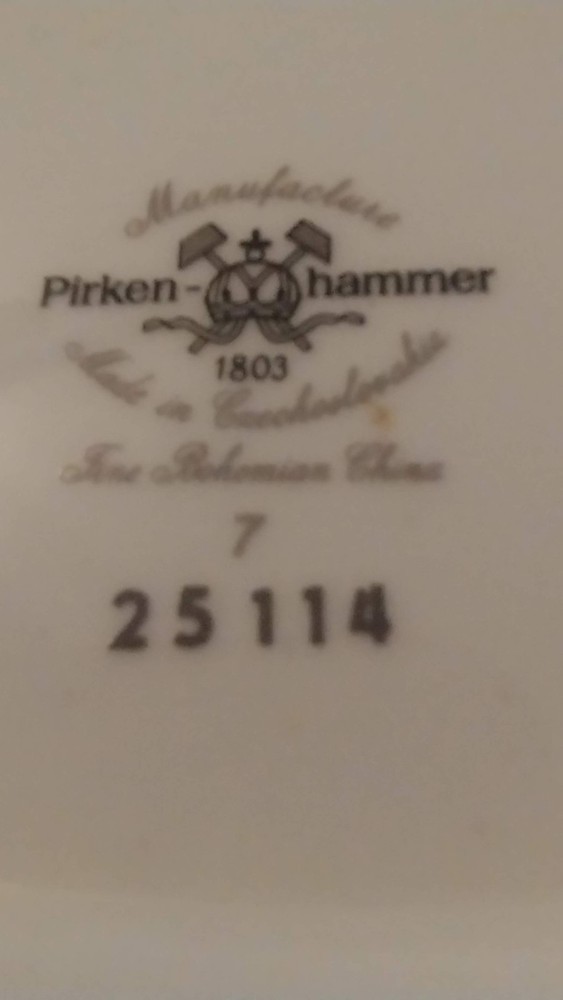 Manufacture
Pirken-hammer
1803
Made in Czechoslovakia
Fine Bohemian China
7
25114